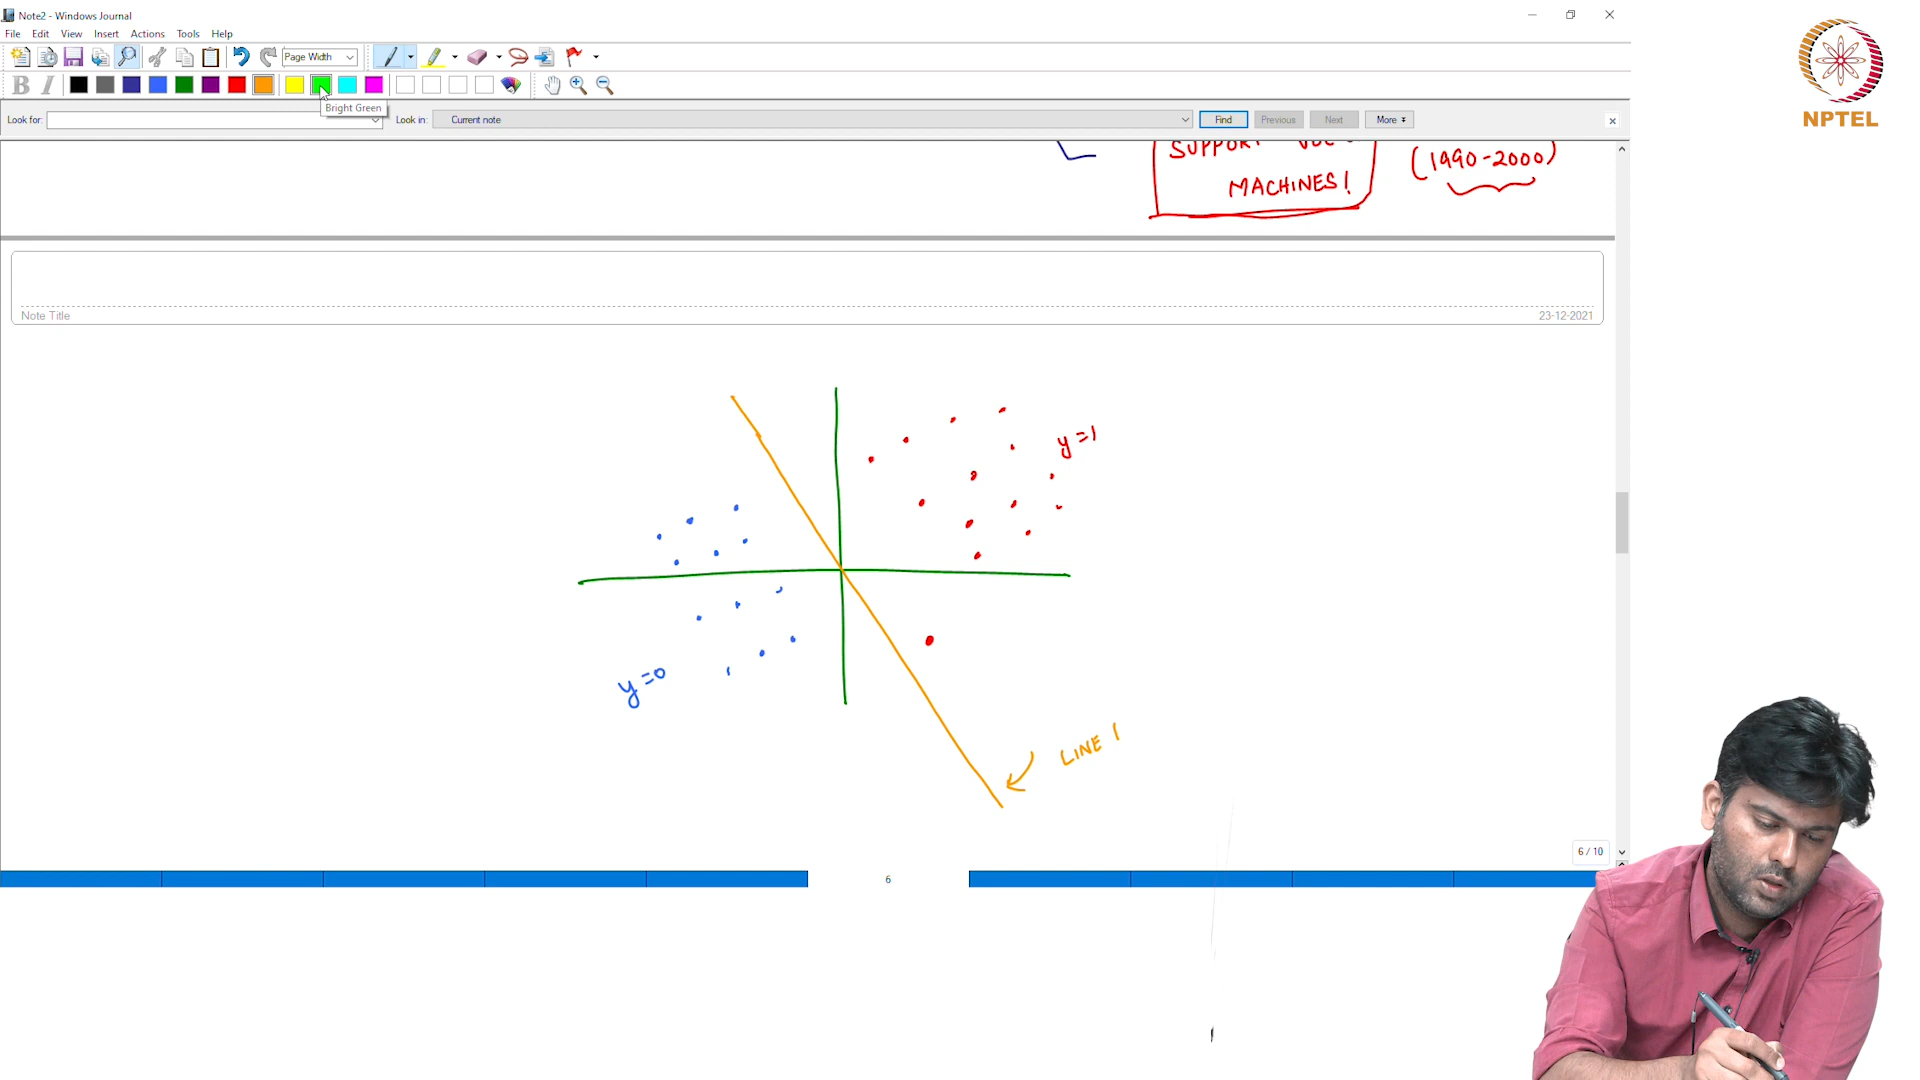 Note2 - Windows Journal
File Edit View Insert Actions Tools Help
Page Width
B I
Bright Green
Look for: Look in: Current note Find Previous Next More
NPTEL
SUPPORT
MACHINES!
(1990-2000)
Note Title
23-12-2021
y=1
y=0
LINE 1
6 / 10
6